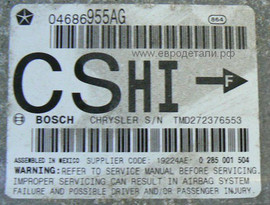 04686955AG
864
www.евродетали.рф
CSHI F
BOSCH CHRYSLER S/N TMD272376553
ASSEMBLED IN MEXICO SUPPLIER CODE: 19224AE- 0 285 001 504
WARNING: REFER TO SERVICE MANUAL BEFORE SERVICING.
IMPROPER SERVICING CAN RESULT IN AIRBAG SYSTEM
FAILURE AND POSSIBLE DRIVER AND/OR PASSENGER INJURY.